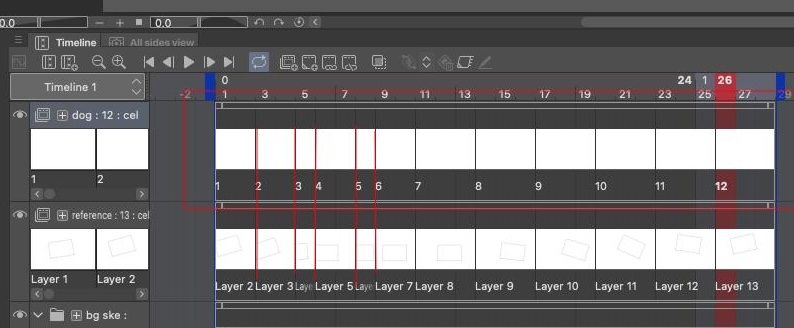 0.0 0.0
Timeline All sides view
Timeline 1 0 24 1 26
-2 1 3 5 7 9 11 13 15 17 19 21 23 25 27 29
dog : 12 : cel
1 2 1 2 3 4 5 6 7 8 9 10 11 12
reference : 13 : cel
Layer 1 Layer 2 Layer 2 Layer 3 Laye Layer 5 Laye Layer 7 Layer 8 Layer 9 Layer 10 Layer 11 Layer 12 Layer 13
bg ske :